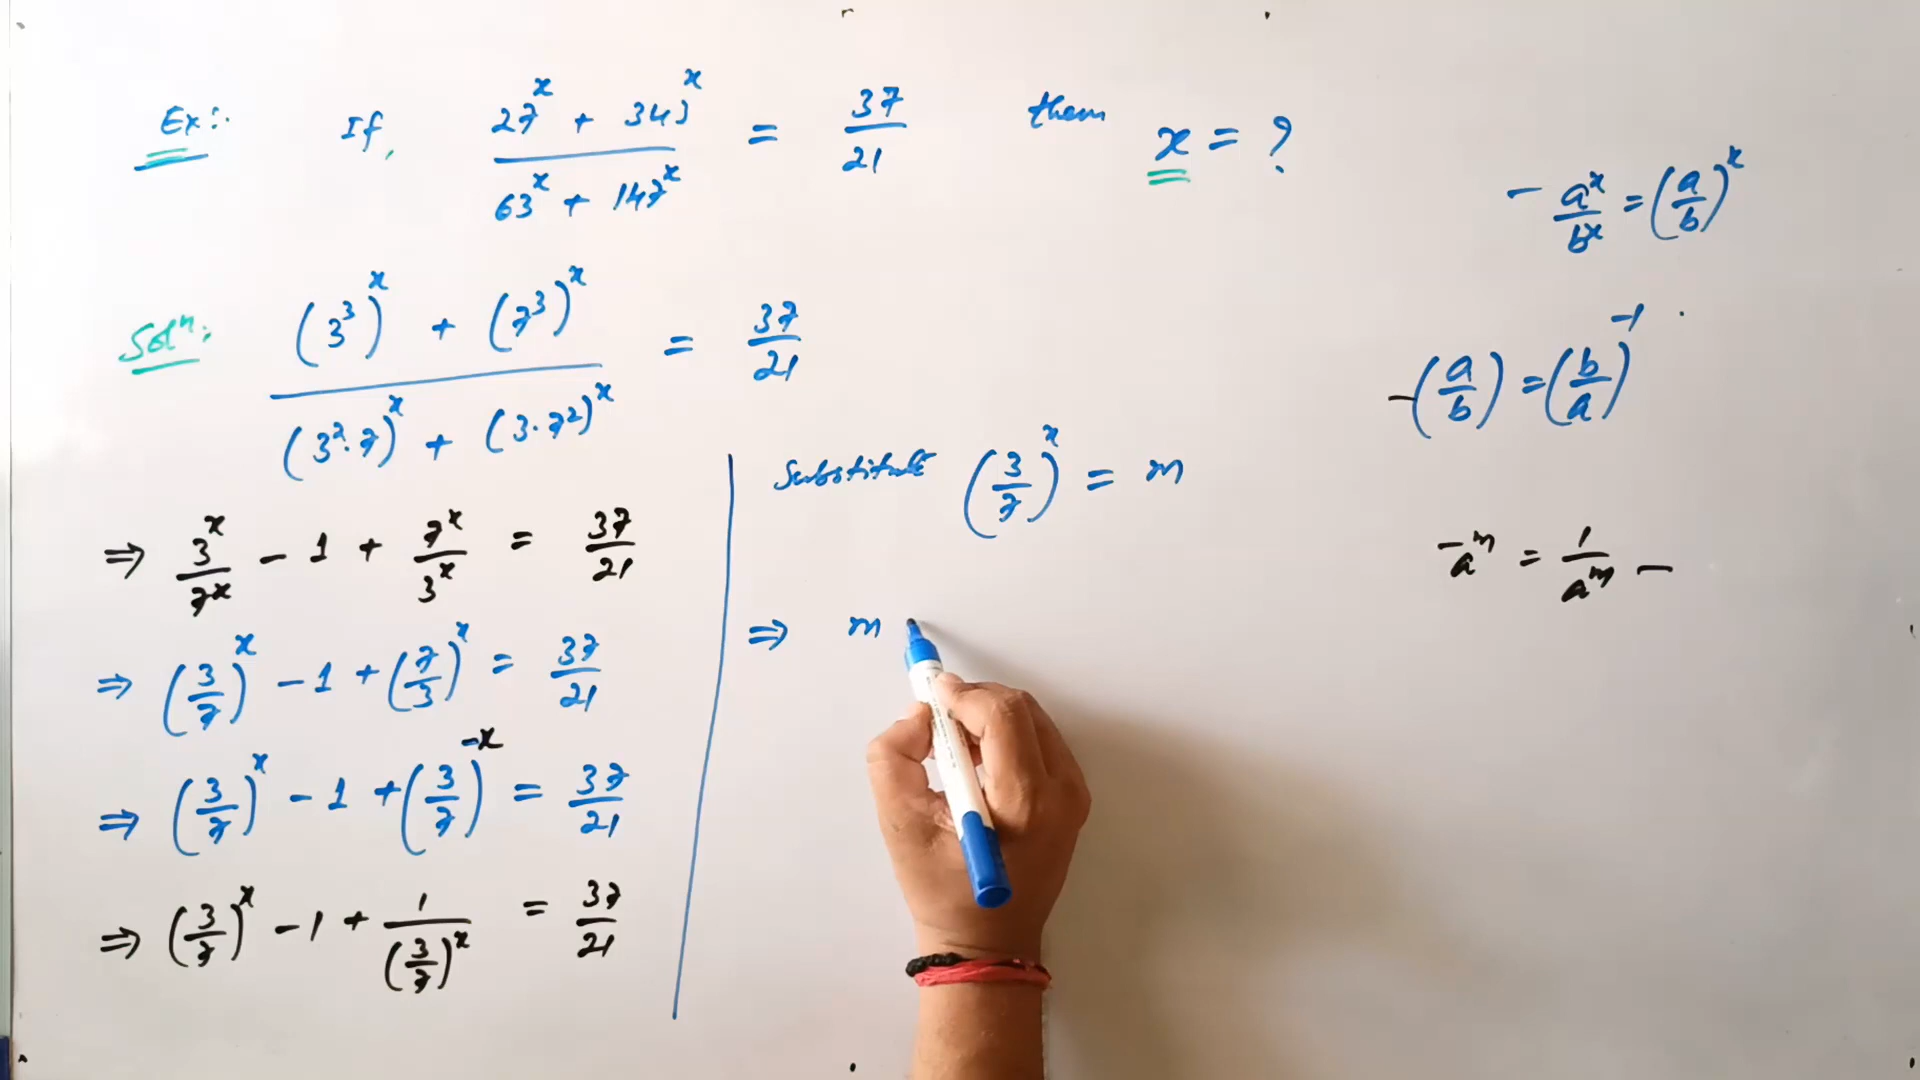 Ex:. If, (27^x + 343^x)/(63^x + 147^x) = 37/21 then x = ?
Solⁿ: ((3^3)^x + (7^3)^x)/((3^2·7)^x + (3·7^2)^x) = 37/21
⇒ 3^x/7^x - 1 + 7^x/3^x = 37/21
⇒ (3/7)^x - 1 + (7/3)^x = 37/21
⇒ (3/7)^x - 1 + (3/7)^-x = 37/21
⇒ (3/7)^x - 1 + 1/(3/7)^x = 37/21
Substitute (3/7)^x = m
⇒ m
- a^x/b^x = (a/b)^x
- (a/b) = (b/a)^-1
a^-m = 1/a^m -